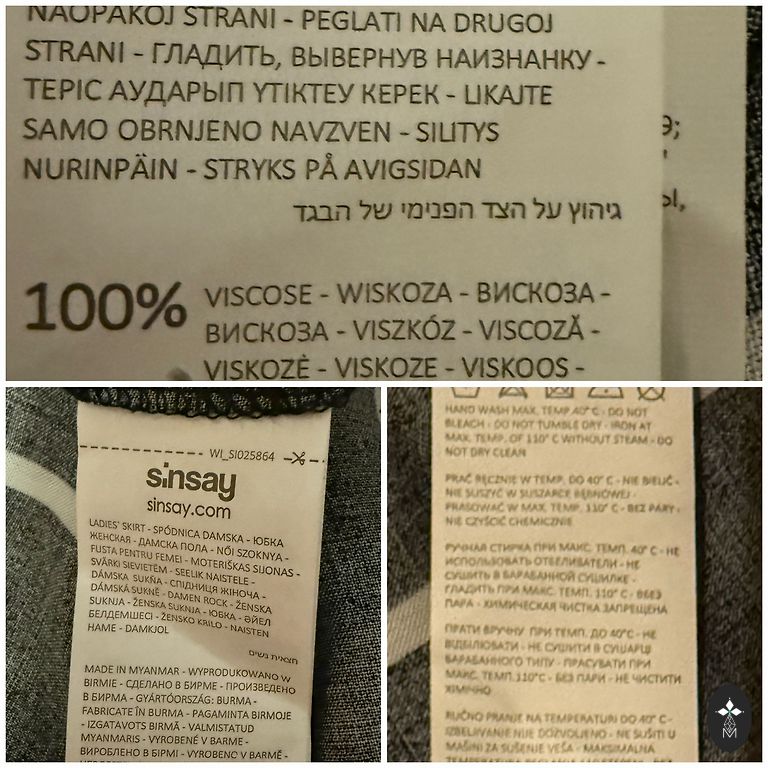 NAOPAKOJ STRANI - PEGLATI NA DRUGOJ
STRANI - ГЛАДИТЬ, ВЫВЕРНУВ НАИЗНАНКУ -
ТЕРІС АУДАРЫП ҮТІКТЕУ КЕРЕК - LIKAJTE
SAMO OBRNJENO NAVZVEN - SILITYS
NURINPÄIN - STRYKS PÅ AVIGSIDAN
גיהוץ על הצד הפנימי של הבגד
100% VISCOSE - WISKOZA - ВИСКОЗА -
ВИСКОЗА - VISZKÓZ - VISCOZĂ -
VISKOZĖ - VISKOZE - VISKOOS -
WI_SI025864
sinsay
sinsay.com
LADIES' SKIRT - SPÓDNICA DAMSKA - ЮБКА
ЖЕНСКАЯ - ДАМСКА ПОЛА - NŐI SZOKNYA -
FUSTA PENTRU FEMEI - MOTERIŠKAS SIJONAS -
SVĀRKI SIEVIETĒM - SEELIK NAISTELE -
DÁMSKA SUKŇA - СПІДНИЦЯ ЖІНОЧА -
DÁMSKÁ SUKNĚ - DAMEN ROCK - ŽENSKA
SUKNJA - ŽENSKA SUKNJA - ЮБКА - ӘЙЕЛ
БЕЛДЕМШЕСІ - ŽENSKO KRILO - NAISTEN
HAME - DAMKJOL
חצאית נשים
MADE IN MYANMAR - WYPRODUKOWANO W
BIRMIE - СДЕЛАНО В БИРМЕ - ПРОИЗВЕДЕНО
В БИРМА - GYÁRTÓORSZÁG: BURMA -
FABRICATE ÎN BURMA - PAGAMINTA BIRMOJE
- IZGATAVOTS BIRMĀ - VALMISTATUD
MYANMARIS - VYROBENÉ V BARME -
ВИРОБЛЕНО В БІРМІ - VYROBENO V BARMĚ -
HAND WASH MAX. TEMP 40° C - DO NOT
BLEACH - DO NOT TUMBLE DRY - IRON AT
MAX. TEMP. OF 110° C WITHOUT STEAM - DO
NOT DRY CLEAN
PRAĆ RĘCZNIE W TEMP. DO 40° C - NIE BIELIĆ -
NIE SUSZYĆ W SUSZARCE BĘBNOWEJ -
PRASOWAĆ W MAX. TEMP. 110° C - BEZ PARY -
NIE CZYŚCIĆ CHEMICZNIE
РУЧНАЯ СТИРКА ПРИ МАКС. ТЕМП. 40° C - НЕ
ИСПОЛЬЗОВАТЬ ОТБЕЛИВАТЕЛИ - НЕ
СУШИТЬ В БАРАБАННОЙ СУШИЛКЕ -
ГЛАДИТЬ ПРИ МАКС. ТЕМП. 110° C - БЕЗ
ПАРА - ХИМИЧЕСКАЯ ЧИСТКА ЗАПРЕЩЕНА
ПРАТИ ВРУЧНУ ПРИ ТЕМП. ДО 40°C - НЕ
ВІДБІЛЮВАТИ - НЕ СУШИТИ В СУШАРЦІ
БАРАБАННОГО ТИПУ - ПРАСУВАТИ ПРИ
МАКС. ТЕМП. 110°C - БЕЗ ПАРИ - НЕ ЧИСТИТИ
ХІМІЧНО
RUČNO PRANJE NA TEMPERATURI DO 40° C -
IZBELJIVANJE NIJE DOZVOLJENO - NE SUŠITI U
MAŠINI ZA SUŠENJE VEŠA - MAKSIMALNA